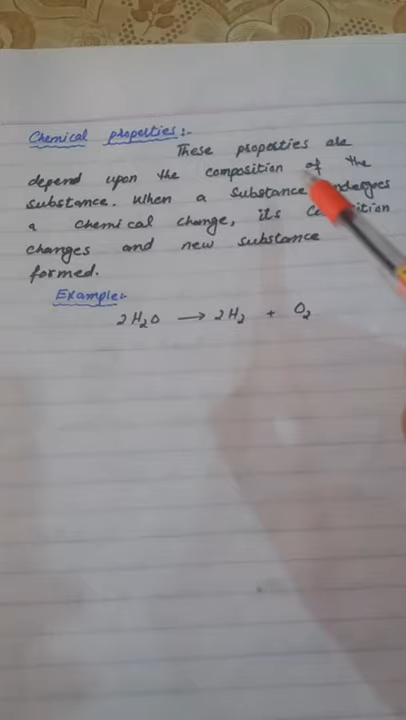 Chemical properties:-
These properties are
depend upon the composition of the
substance. When a substance
a chemical change, its
changes and new substance
formed.
Example:-
2H₂O → 2H₂ + O₂